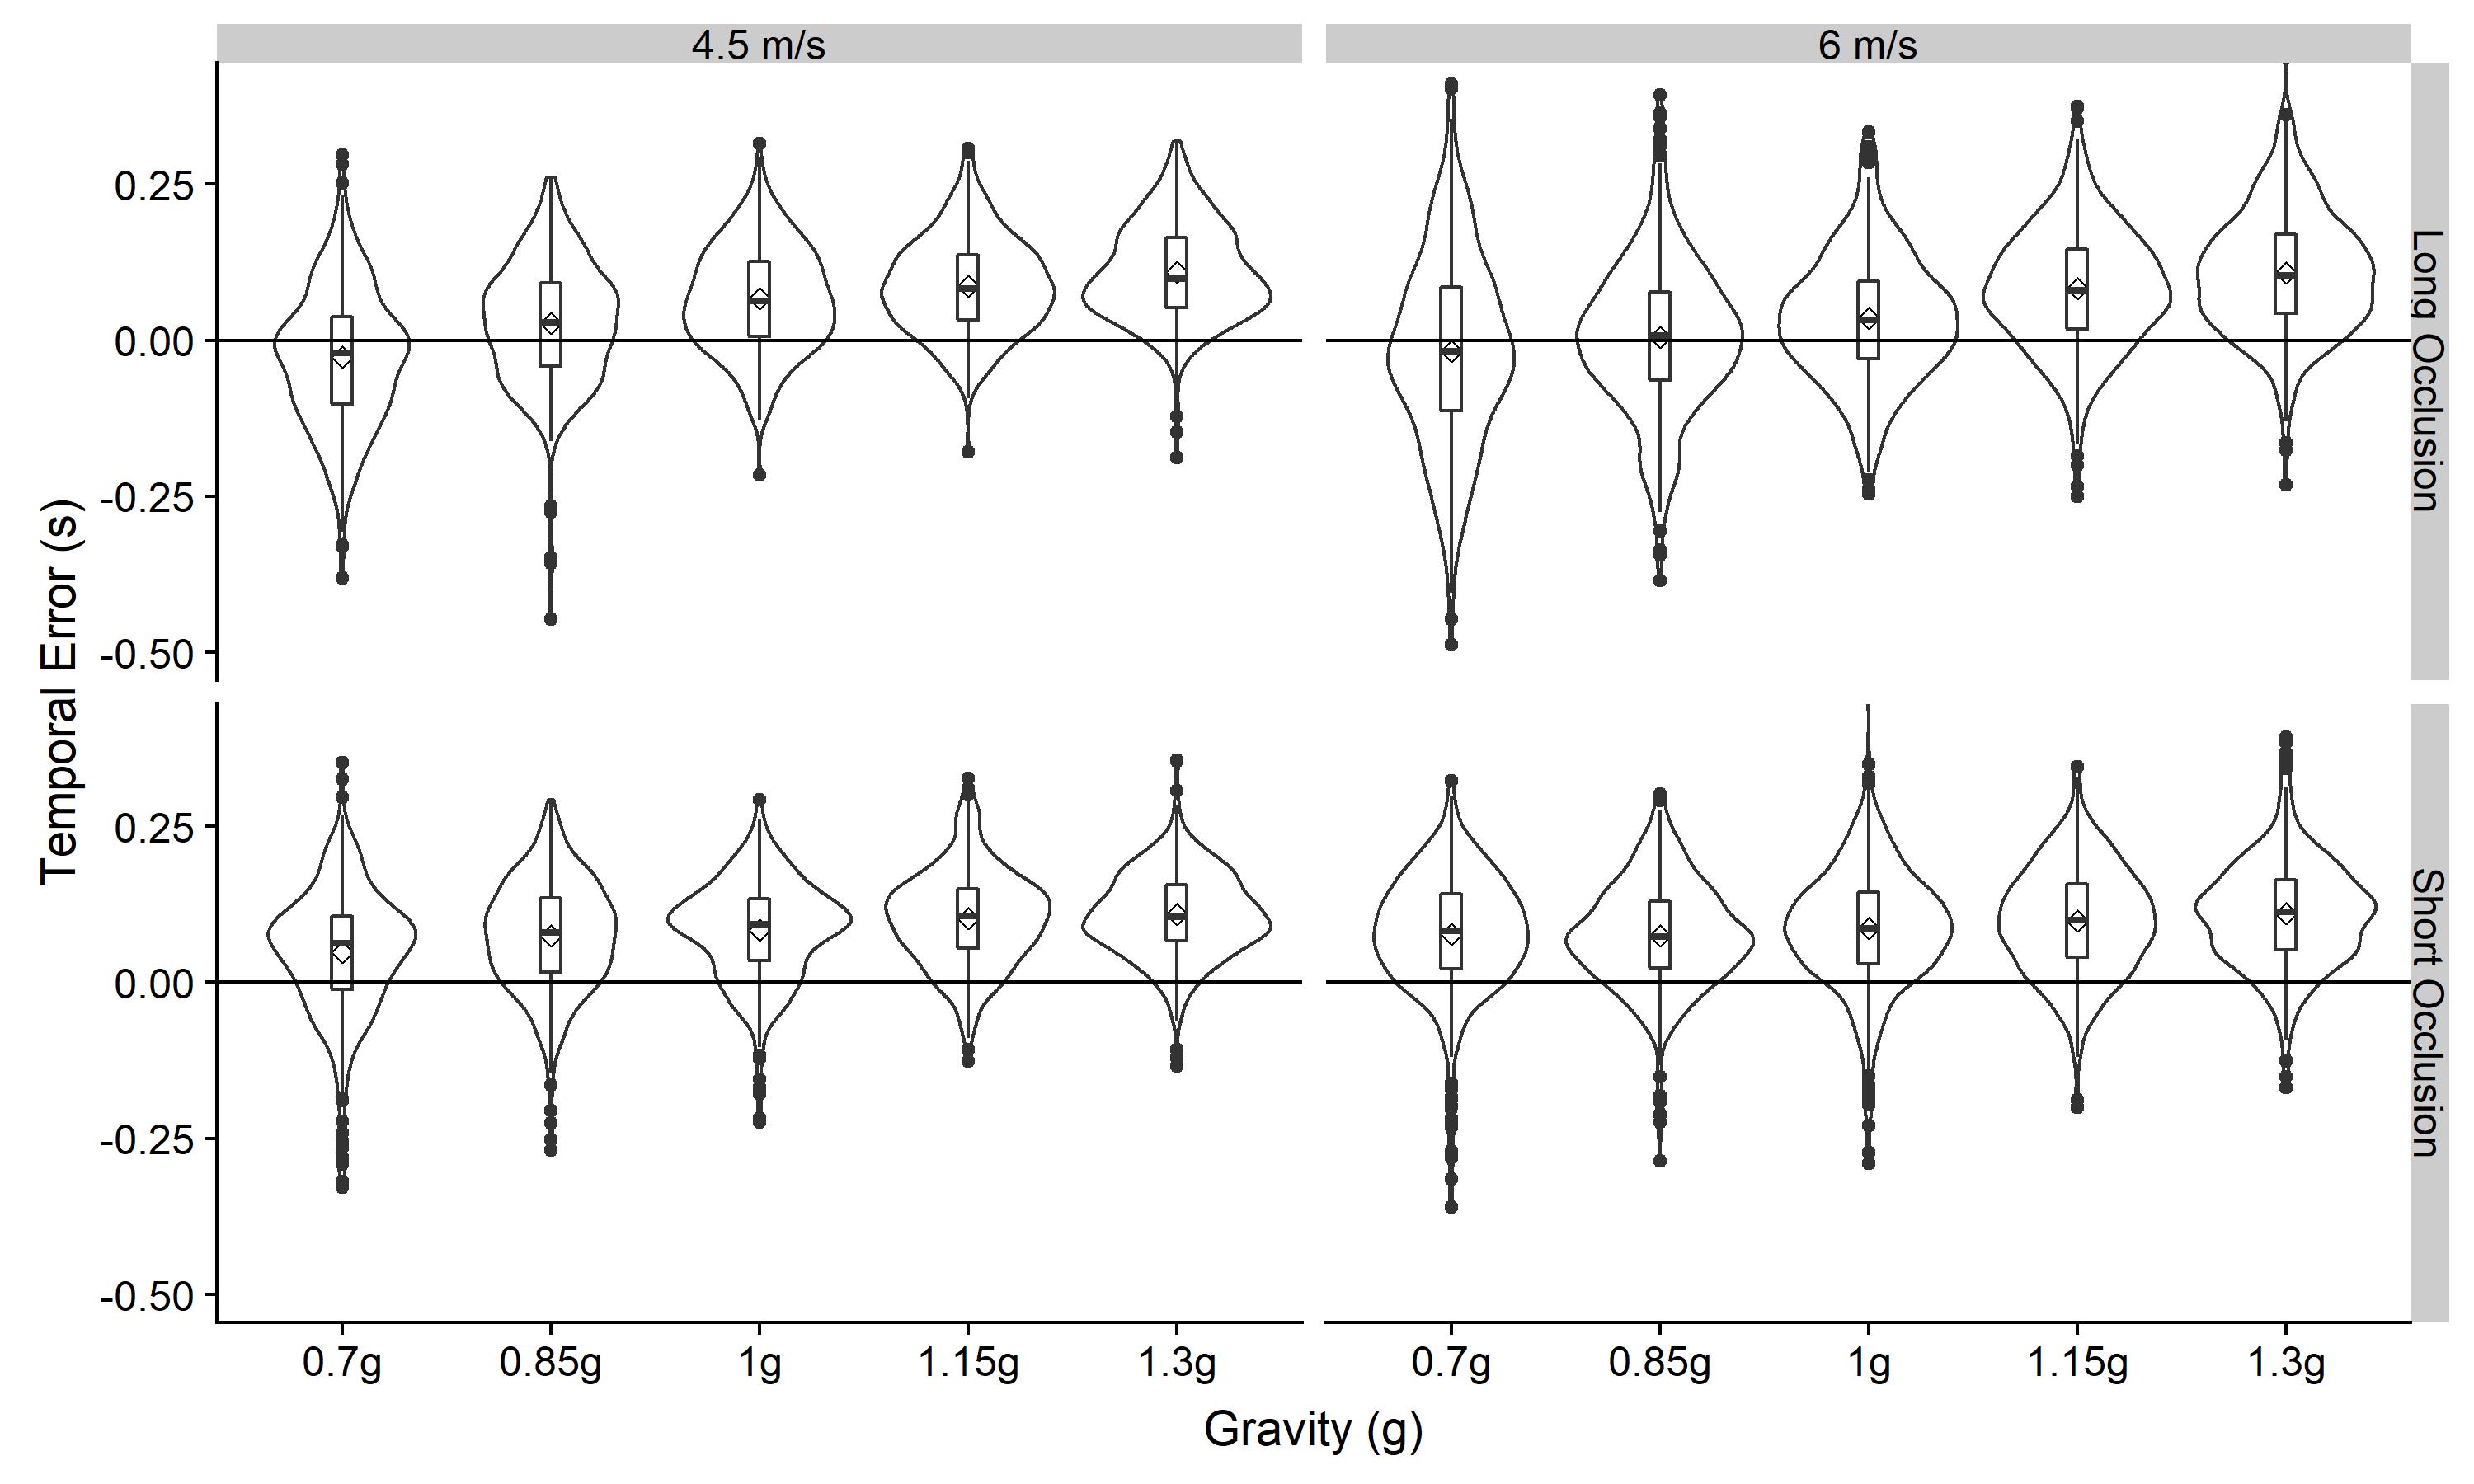 4.5 m/s
6 m/s
Long Occlusion
0.25
0.00
-0.25
-0.50
Temporal Error (s)
Short Occlusion
0.25
0.00
-0.25
-0.50
0.7g
0.85g
1g
1.15g
1.3g
0.7g
0.85g
1g
1.15g
1.3g
Gravity (g)